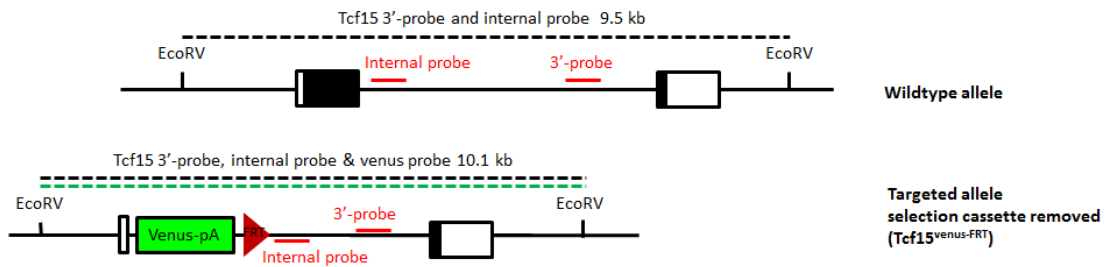 Tcf15 3'-probe and internal probe 9.5 kb
EcoRV
EcoRV
Internal probe
3'-probe
Wildtype allele
Tcf15 3'-probe, internal probe & venus probe 10.1 kb
EcoRV
EcoRV
3'-probe
Venus-pA
FRT
Internal probe
Targeted allele
selection cassette removed
(Tcf15venus-FRT)